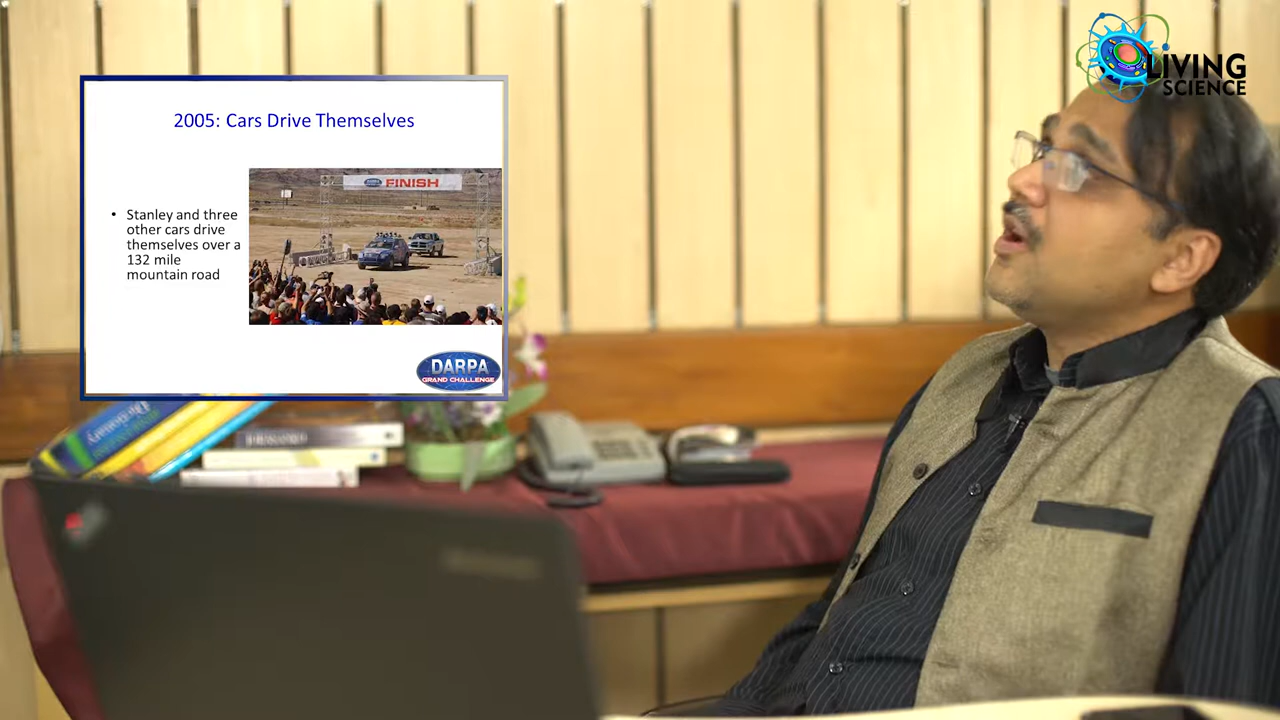 LIVING
SCIENCE
2005: Cars Drive Themselves
FINISH
• Stanley and three
other cars drive
themselves over a
132 mile
mountain road
DARPA
GRAND CHALLENGE
Dictionary